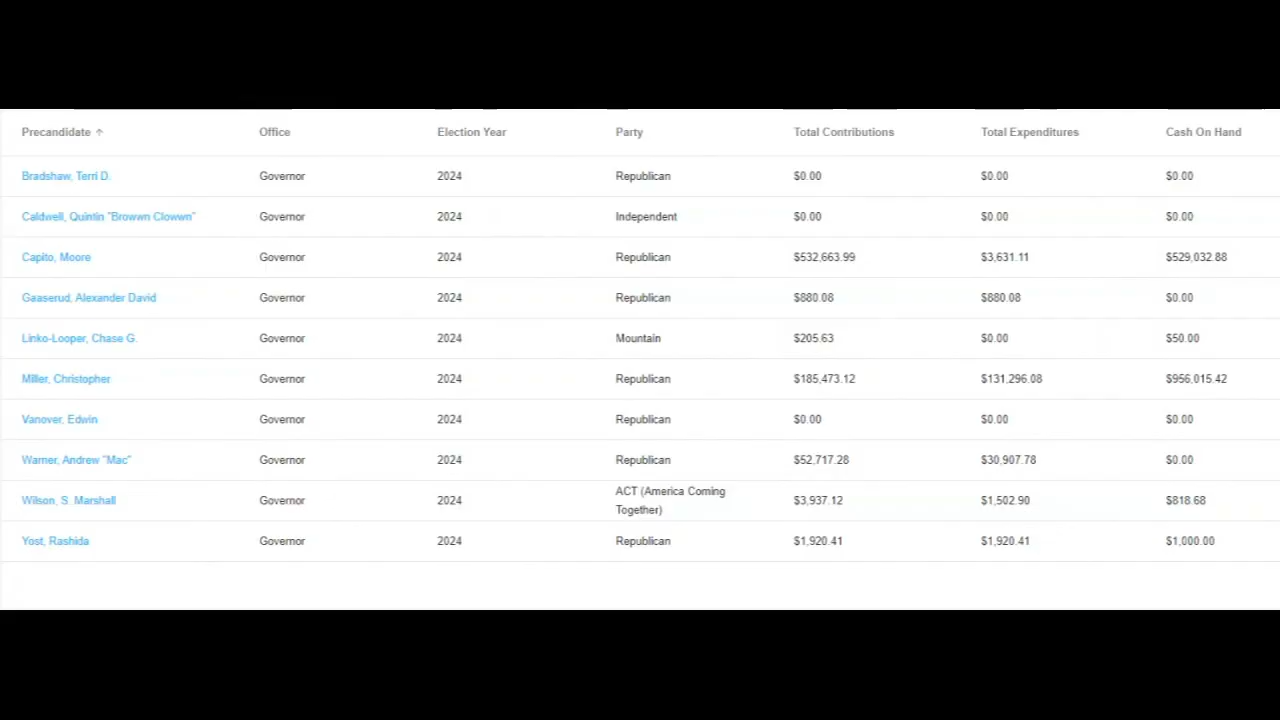 Precandidate ↑ Office Election Year Party Total Contributions Total Expenditures Cash On Hand
Bradshaw, Terri D. Governor 2024 Republican $0.00 $0.00 $0.00
Caldwell, Quintin "Browwn Clowwn" Governor 2024 Independent $0.00 $0.00 $0.00
Capito, Moore Governor 2024 Republican $532,663.99 $3,631.11 $529,032.88
Gaaserud, Alexander David Governor 2024 Republican $880.08 $880.08 $0.00
Linko-Looper, Chase G. Governor 2024 Mountain $205.63 $0.00 $50.00
Miller, Christopher Governor 2024 Republican $185,473.12 $131,296.08 $956,015.42
Vanover, Edwin Governor 2024 Republican $0.00 $0.00 $0.00
Warner, Andrew "Mac" Governor 2024 Republican $52,717.28 $30,907.78 $0.00
Wilson, S. Marshall Governor 2024 ACT (America Coming
Together) $3,937.12 $1,502.90 $818.68
Yost, Rashida Governor 2024 Republican $1,920.41 $1,920.41 $1,000.00